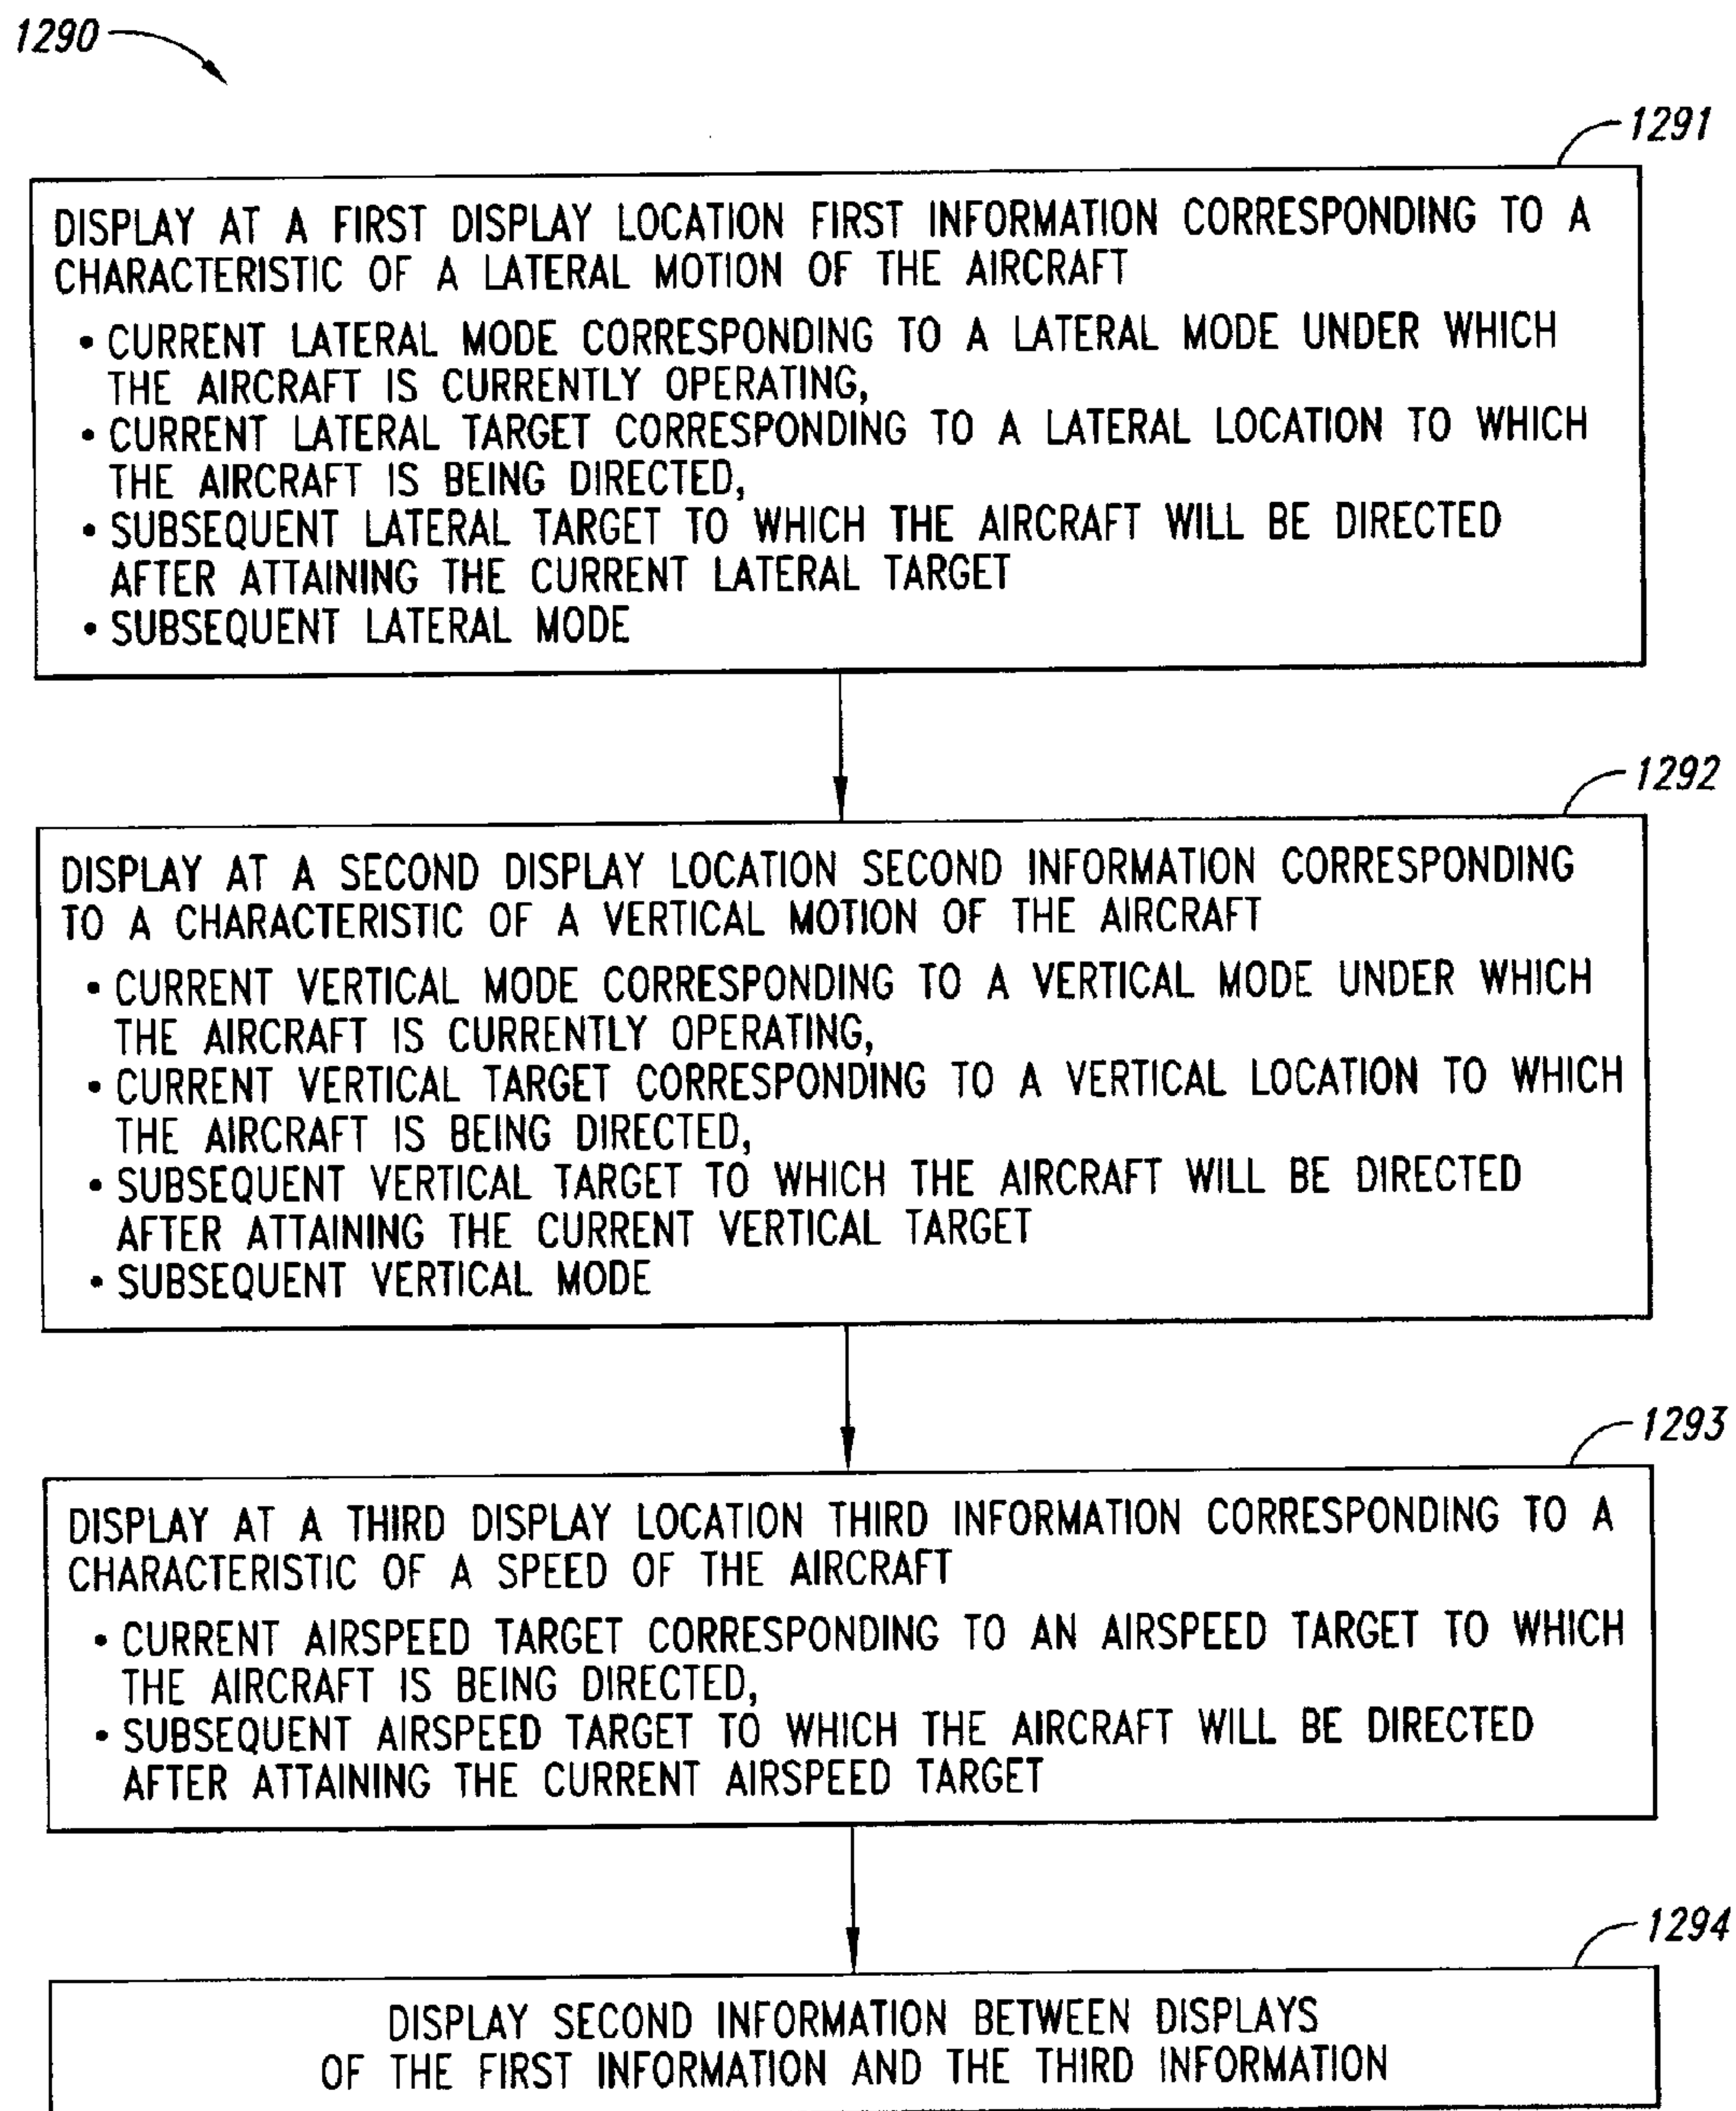 1290
1291
DISPLAY AT A FIRST DISPLAY LOCATION FIRST INFORMATION CORRESPONDING TO A
CHARACTERISTIC OF A LATERAL MOTION OF THE AIRCRAFT
• CURRENT LATERAL MODE CORRESPONDING TO A LATERAL MODE UNDER WHICH
THE AIRCRAFT IS CURRENTLY OPERATING,
• CURRENT LATERAL TARGET CORRESPONDING TO A LATERAL LOCATION TO WHICH
THE AIRCRAFT IS BEING DIRECTED,
• SUBSEQUENT LATERAL TARGET TO WHICH THE AIRCRAFT WILL BE DIRECTED
AFTER ATTAINING THE CURRENT LATERAL TARGET
• SUBSEQUENT LATERAL MODE
1292
DISPLAY AT A SECOND DISPLAY LOCATION SECOND INFORMATION CORRESPONDING
TO A CHARACTERISTIC OF A VERTICAL MOTION OF THE AIRCRAFT
• CURRENT VERTICAL MODE CORRESPONDING TO A VERTICAL MODE UNDER WHICH
THE AIRCRAFT IS CURRENTLY OPERATING,
• CURRENT VERTICAL TARGET CORRESPONDING TO A VERTICAL LOCATION TO WHICH
THE AIRCRAFT IS BEING DIRECTED,
• SUBSEQUENT VERTICAL TARGET TO WHICH THE AIRCRAFT WILL BE DIRECTED
AFTER ATTAINING THE CURRENT VERTICAL TARGET
• SUBSEQUENT VERTICAL MODE
1293
DISPLAY AT A THIRD DISPLAY LOCATION THIRD INFORMATION CORRESPONDING TO A
CHARACTERISTIC OF A SPEED OF THE AIRCRAFT
• CURRENT AIRSPEED TARGET CORRESPONDING TO AN AIRSPEED TARGET TO WHICH
THE AIRCRAFT IS BEING DIRECTED,
• SUBSEQUENT AIRSPEED TARGET TO WHICH THE AIRCRAFT WILL BE DIRECTED
AFTER ATTAINING THE CURRENT AIRSPEED TARGET
1294
DISPLAY SECOND INFORMATION BETWEEN DISPLAYS
OF THE FIRST INFORMATION AND THE THIRD INFORMATION